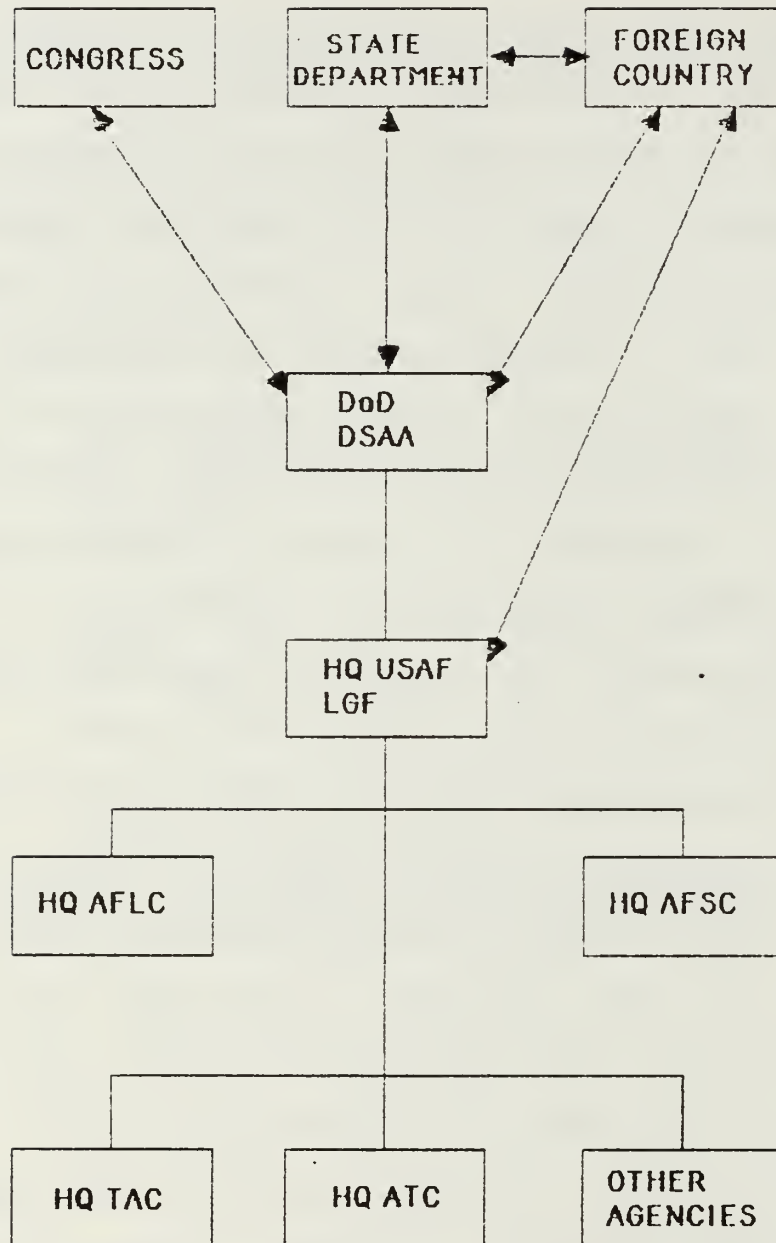 CONGRESS
STATE
DEPARTMENT
FOREIGN
COUNTRY
DoD
DSAA
HQ USAF
LGF
HQ AFLC
HQ AFSC
HQ TAC
HQ ATC
OTHER
AGENCIES